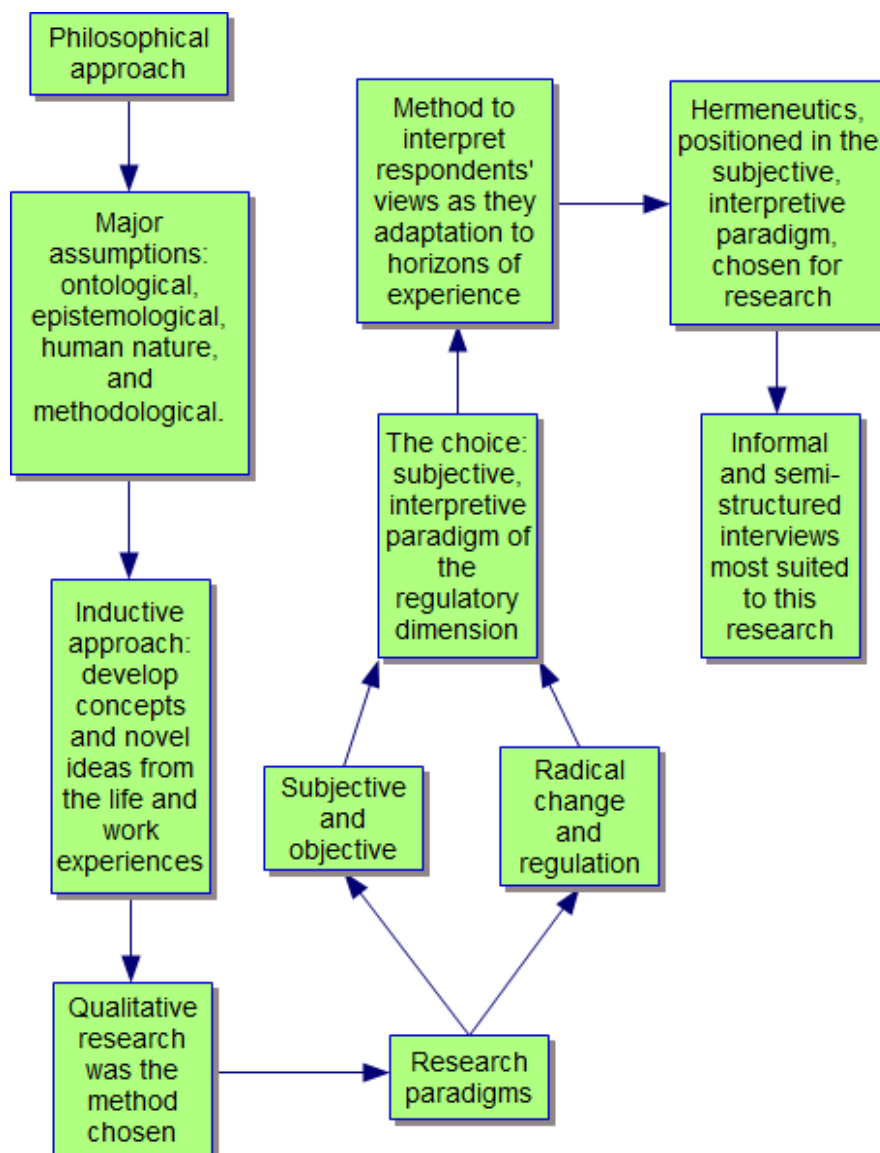 Philosophical
approach
Major
assumptions:
ontological,
epistemological,
human nature,
and
methodological.
Inductive
approach:
develop
concepts
and novel
ideas from
the life and
work
experiences
Qualitative
research
was the
method
chosen
Research
paradigms
Subjective
and
objective
Radical
change
and
regulation
The choice:
subjective,
interpretive
paradigm of
the
regulatory
dimension
Method to
interpret
respondents'
views as they
adaptation to
horizons of
experience
Hermeneutics,
positioned in the
subjective,
interpretive
paradigm,
chosen for
research
Informal
and semi-
structured
interviews
most suited
to this
research